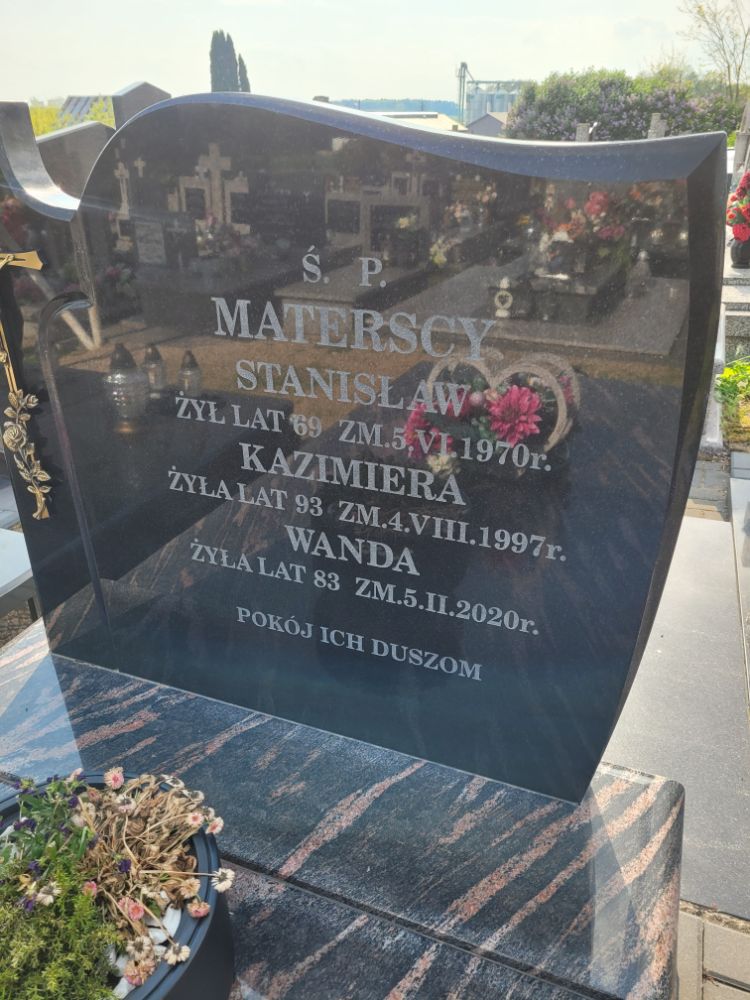 Ś. P.
MATERSCY
STANISŁAW
ŻYŁ LAT 69 ZM.5.VI.1970r.
KAZIMIERA
ŻYŁA LAT 93 ZM.4.VIII.1997r.
WANDA
ŻYŁA LAT 83 ZM.5.II.2020r.
POKÓJ ICH DUSZOM